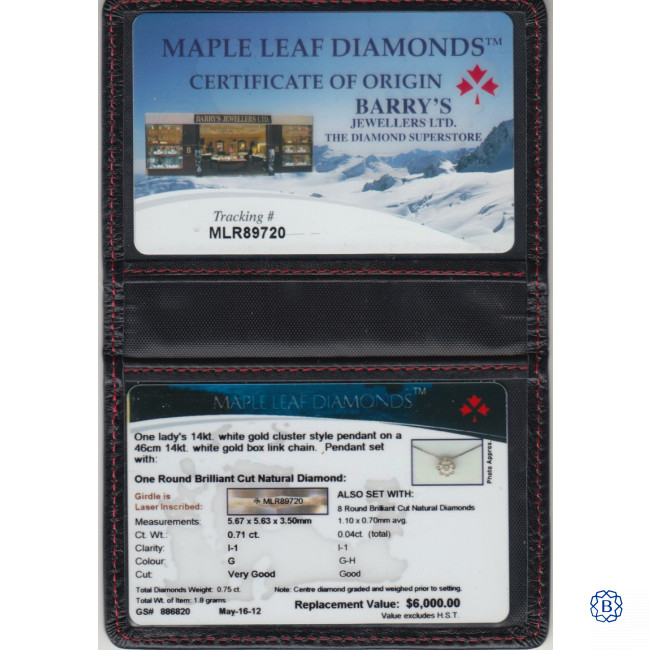 MAPLE LEAF DIAMONDS™
CERTIFICATE OF ORIGIN
BARRY'S
JEWELLERS LTD.
THE DIAMOND SUPERSTORE
BARRY'S JEWELLERS LTD.
Tracking #
MLR89720
MAPLE LEAF DIAMONDS™
One lady's 14kt. white gold cluster style pendant on a
46cm 14kt. white gold box link chain. Pendant set
with:
Photo Approx.
One Round Brilliant Cut Natural Diamond:
Girdle is
Laser Inscribed:
MLR89720
ALSO SET WITH:
8 Round Brilliant Cut Natural Diamonds
Measurements: 5.67 x 5.63 x 3.50mm 1.10 x 0.70mm avg.
Ct. Wt.: 0.71 ct. 0.04ct. (total)
Clarity: I-1 I-1
Colour: G G-H
Cut: Very Good Good
Total Diamonds Weight: 0.75 ct. Note: Centre diamond graded and weighed prior to setting.
Total Wt. of Item: 1.8 grams
GS# 886820 May-16-12 Replacement Value: $6,000.00
Value excludes H.S.T.
B